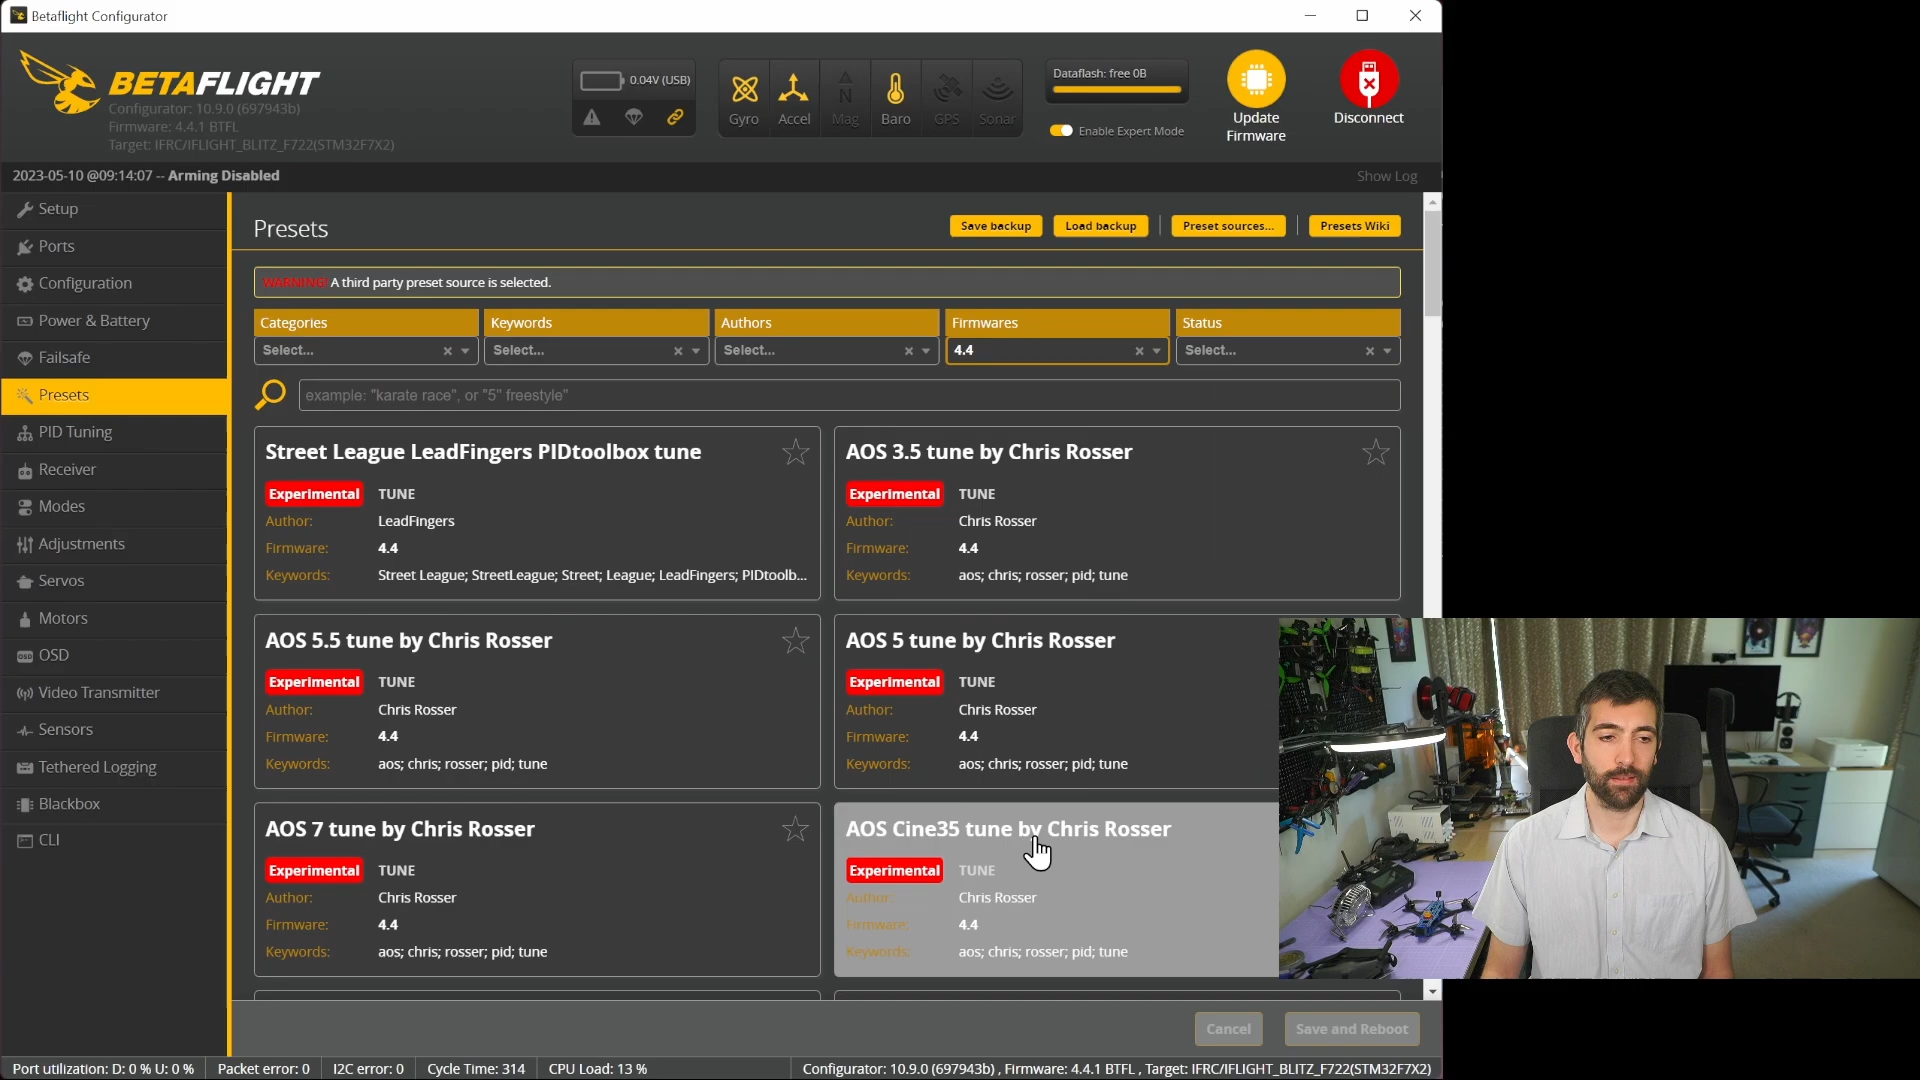 Betaflight Configurator
BETAFLIGHT
Configurator: 10.9.0 (697943b)
Firmware: 4.4.1 BTFL
Target: IFRC/IFLIGHT_BLITZ_F722(STM32F7X2)
0.04V (USB)
Gyro
Accel
Mag
Baro
GPS
Sonar
Dataflash: free 0B
Enable Expert Mode
Update
Firmware
Disconnect
2023-05-10 @09:14:07 -- Arming Disabled
Show Log
Setup
Ports
Configuration
Power & Battery
Failsafe
Presets
PID Tuning
Receiver
Modes
Adjustments
Servos
Motors
OSD
Video Transmitter
Sensors
Tethered Logging
Blackbox
CLI
Presets
Save backup
Load backup
Preset sources...
Presets Wiki
WARNING! A third party preset source is selected.
Categories
Keywords
Authors
Firmwares
Status
Select...
Select...
Select...
4.4
Select...
example: "karate race", or "5'' freestyle"
Street League LeadFingers PIDtoolbox tune
Experimental TUNE
Author: LeadFingers
Firmware: 4.4
Keywords: Street League; StreetLeague; Street; League; LeadFingers; PIDtoolb...
AOS 3.5 tune by Chris Rosser
Experimental TUNE
Author: Chris Rosser
Firmware: 4.4
Keywords: aos; chris; rosser; pid; tune
AOS 5.5 tune by Chris Rosser
Experimental TUNE
Author: Chris Rosser
Firmware: 4.4
Keywords: aos; chris; rosser; pid; tune
AOS 5 tune by Chris Rosser
Experimental TUNE
Author: Chris Rosser
Firmware: 4.4
Keywords: aos; chris; rosser; pid; tune
AOS 7 tune by Chris Rosser
Experimental TUNE
Author: Chris Rosser
Firmware: 4.4
Keywords: aos; chris; rosser; pid; tune
AOS Cine35 tune by Chris Rosser
Experimental TUNE
Author: Chris Rosser
Firmware: 4.4
Keywords: aos; chris; rosser; pid; tune
Cancel
Save and Reboot
Port utilization: D: 0 % U: 0 %
Packet error: 0
I2C error: 0
Cycle Time: 314
CPU Load: 13 %
Configurator: 10.9.0 (697943b) , Firmware: 4.4.1 BTFL , Target: IFRC/IFLIGHT_BLITZ_F722(STM32F7X2)